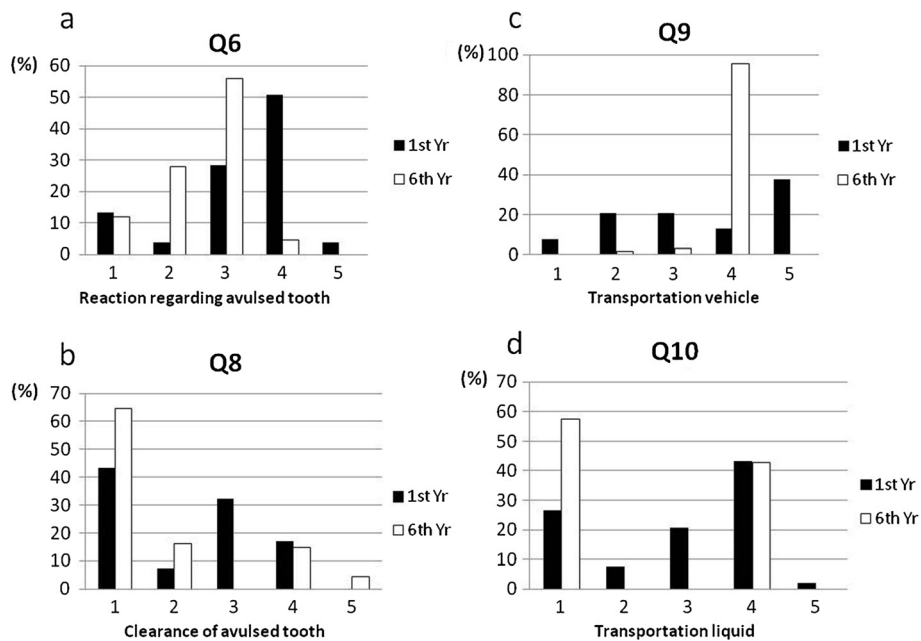 a
Q6
(%)
60
50
40
30
20
10
0
1 2 3 4 5
Reaction regarding avulsed tooth
1st Yr
6th Yr
b
Q8
(%)
70
60
50
40
30
20
10
0
1 2 3 4 5
Clearance of avulsed tooth
1st Yr
6th Yr
c
Q9
(%)
100
80
60
40
20
0
1 2 3 4 5
Transportation vehicle
1st Yr
6th Yr
d
Q10
(%)
70
60
50
40
30
20
10
0
1 2 3 4 5
Transportation liquid
1st Yr
6th Yr